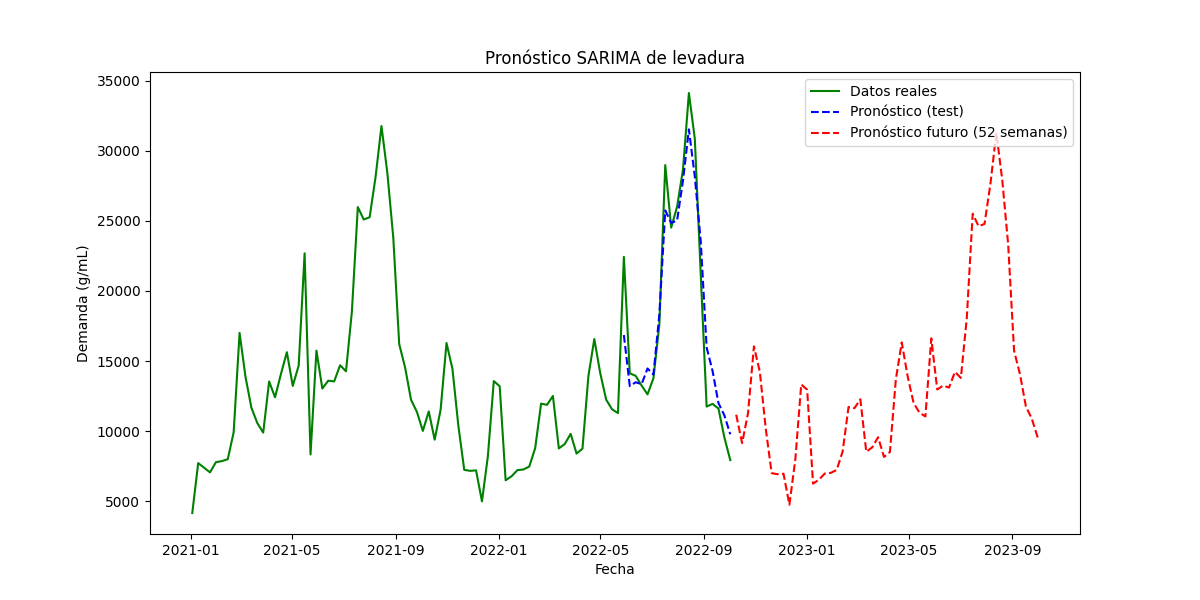 Pronóstico SARIMA de levadura
Datos reales
Pronóstico (test)
Pronóstico futuro (52 semanas)
Demanda (g/mL)
35000
30000
25000
20000
15000
10000
5000
2021-01 2021-05 2021-09 2022-01 2022-05 2022-09 2023-01 2023-05 2023-09
Fecha